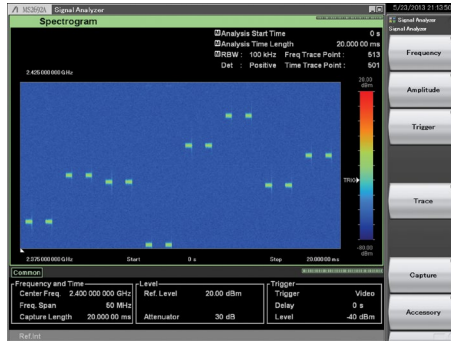 MS2692A Signal Analyzer
5/23/2013 21:13:50
Spectrogram
Analysis Start Time 0 s
Analysis Time Length 20.000 00 ms
RBW : 100 kHz Freq Trace Point : 513
Det : Positive Time Trace Point : 501
2.425 000 000 GHz
20.00
dBm
TRIG
-80.00
dBm
2.375 000 000 GHz Start 0 s Stop 20.000 00 ms
Common
Frequency and Time
Center Freq. 2.400 000 000 GHz
Freq. Span 50 MHz
Capture Length 20.000 00 ms
Level
Ref. Level 20.00 dBm
Attenuator 30 dB
Trigger
Trigger Video
Delay 0 s
Level -40 dBm
Ref.Int
Signal Analyzer
Signal Analyzer
Frequency
Amplitude
Trigger
Trace
Capture
Accessory